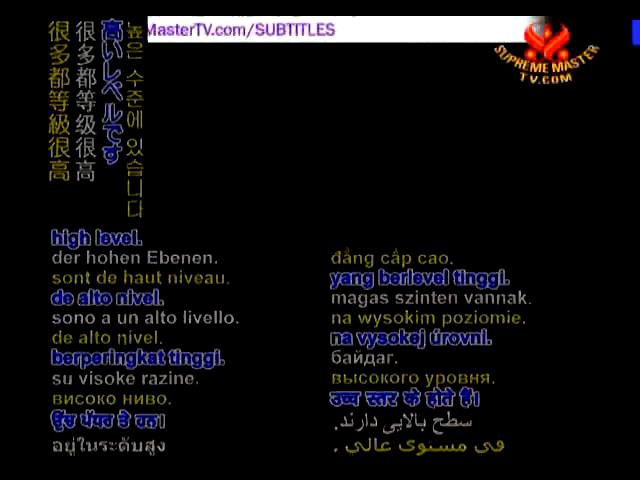 MasterTV.com/SUBTITLES
SUPREME MASTER
TV.COM
很多都等級很高
很多都等级很高
高いレベルです
높은 수준에 있습니다
high level.
der hohen Ebenen.
sont de haut niveau.
de alto nivel.
sono a un alto livello.
de alto nível.
berperingkat tinggi.
su visoke razine.
високо ниво.
ਉੱਚ ਪੱਧਰ ਤੇ ਹਨ।
อยู่ในระดับสูง
đẳng cấp cao.
yang berlevel tinggi.
magas szinten vannak.
na wysokim poziomie.
na vysokej úrovni.
байдаг.
высокого уровня.
उच्च स्तर के होते हैं।
سطح بالایی دارند.
في مستوى عالي .